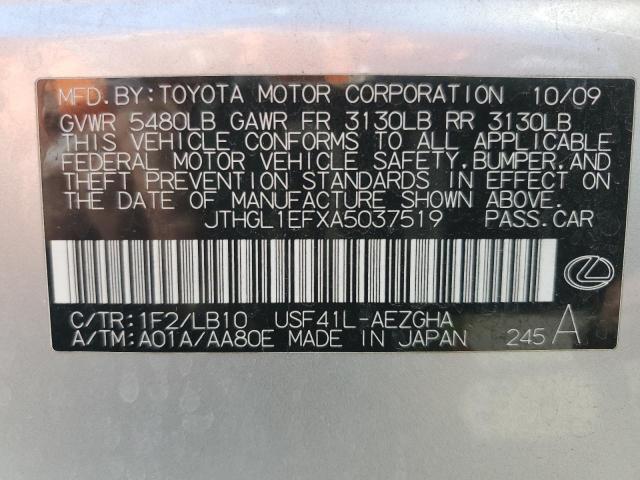 MFD.BY:TOYOTA MOTOR CORPORATION 10/09
GVWR 5480LB GAWR FR 3130LB RR 3130LB
THIS VEHICLE CONFORMS TO ALL APPLICABLE
FEDERAL MOTOR VEHICLE SAFETY,BUMPER,AND
THEFT PREVENTION STANDARDS IN EFFECT ON
THE DATE OF MANUFACTURE SHOWN ABOVE.
JTHGL1EFXA5037519 PASS.CAR
C/TR:1F2/LB10 USF41L-AEZGHA
A/TM:A01A/AA80E MADE IN JAPAN 245 A